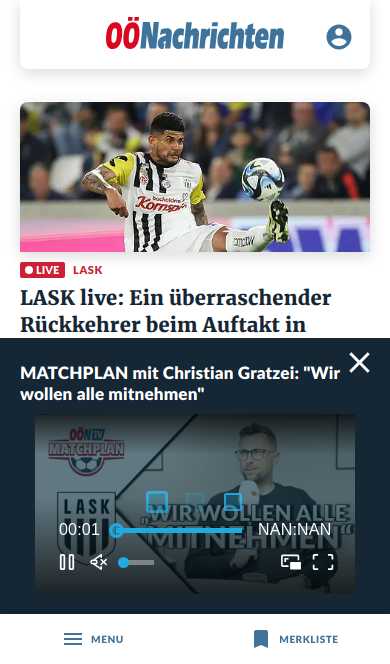 OÖNachrichten
LIVE LASK
LASK live: Ein überraschender
Rückkehrer beim Auftakt in
MATCHPLAN mit Christian Gratzei: "Wir
wollen alle mitnehmen"
OÖN TV
MATCHPLAN
LASK
„WIR WOLLEN ALLE
MITNEHMEN"
00:01 NAN:NAN
MENU MERKLISTE